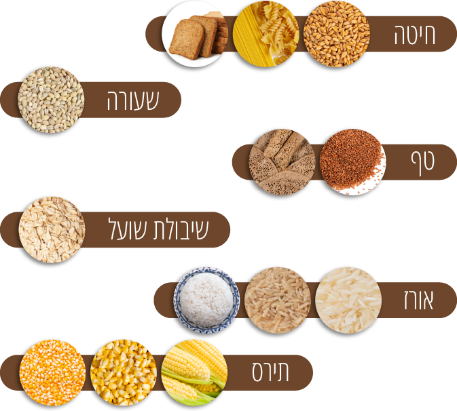 חיטה
שעורה
טף
שיבולת שועל
אורז
תירס